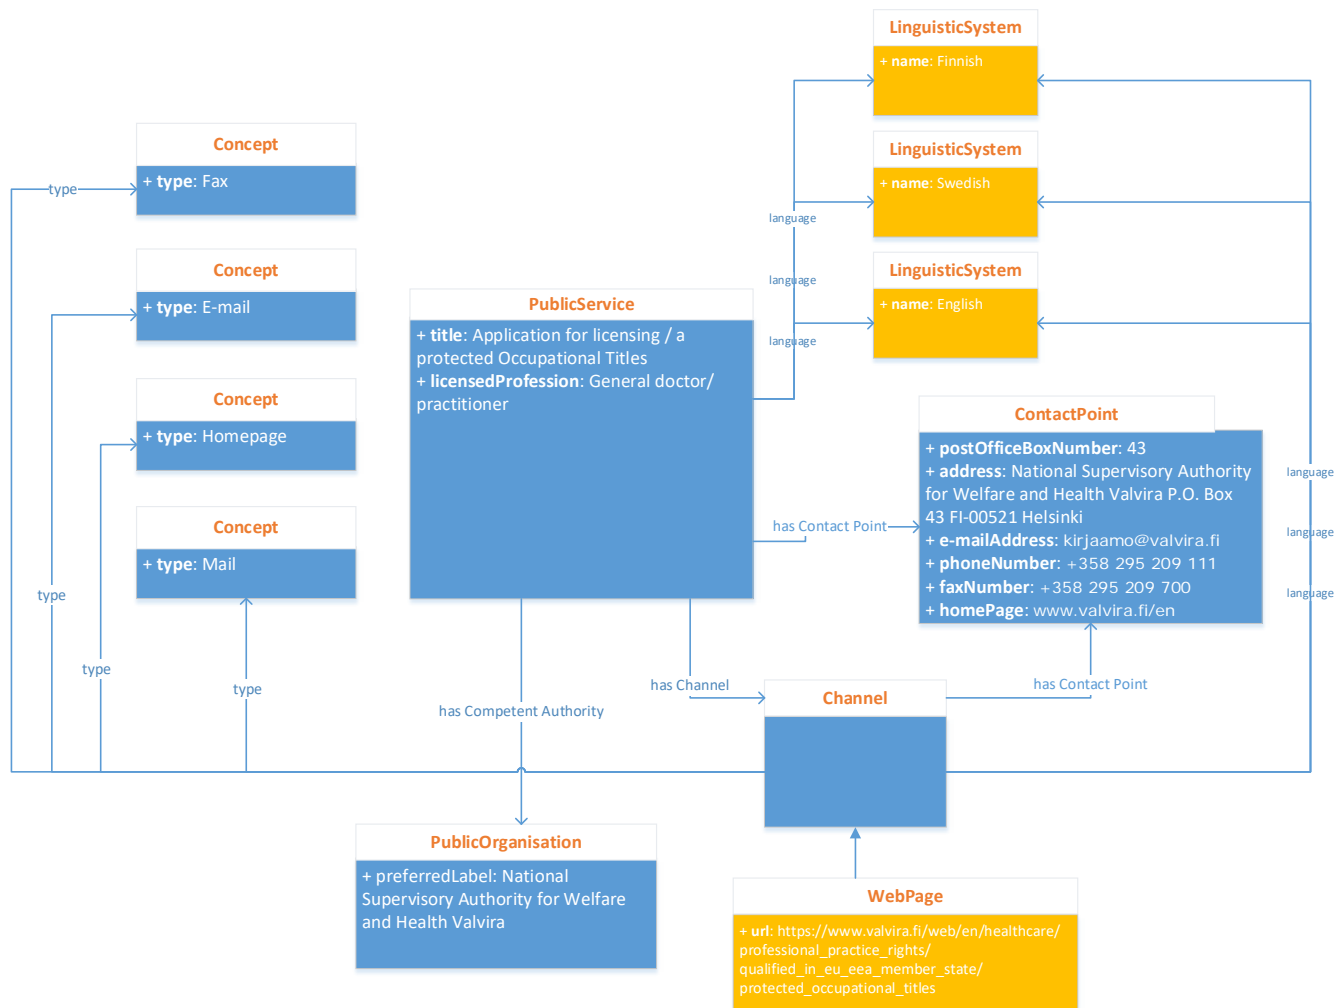 LinguisticSystem
+ name: Finnish
LinguisticSystem
+ name: Swedish
LinguisticSystem
+ name: English
language
language
language
Concept
+ type: Fax
type
Concept
+ type: E-mail
Concept
+ type: Homepage
Concept
+ type: Mail
type
type
type
PublicService
+ title: Application for licensing / a
protected Occupational Titles
+ licensedProfession: General doctor/
practitioner
has Contact Point
ContactPoint
+ postOfficeBoxNumber: 43
+ address: National Supervisory Authority
for Welfare and Health Valvira P.O. Box
43 FI-00521 Helsinki
+ e-mailAddress: kirjaamo@valvira.fi
+ phoneNumber: +358 295 209 111
+ faxNumber: +358 295 209 700
+ homePage: www.valvira.fi/en
language
language
language
has Channel
has Contact Point
has Competent Authority
Channel
PublicOrganisation
+ preferredLabel: National
Supervisory Authority for Welfare
and Health Valvira
WebPage
+ url: https://www.valvira.fi/web/en/healthcare/
professional_practice_rights/
qualified_in_eu_eea_member_state/
protected_occupational_titles